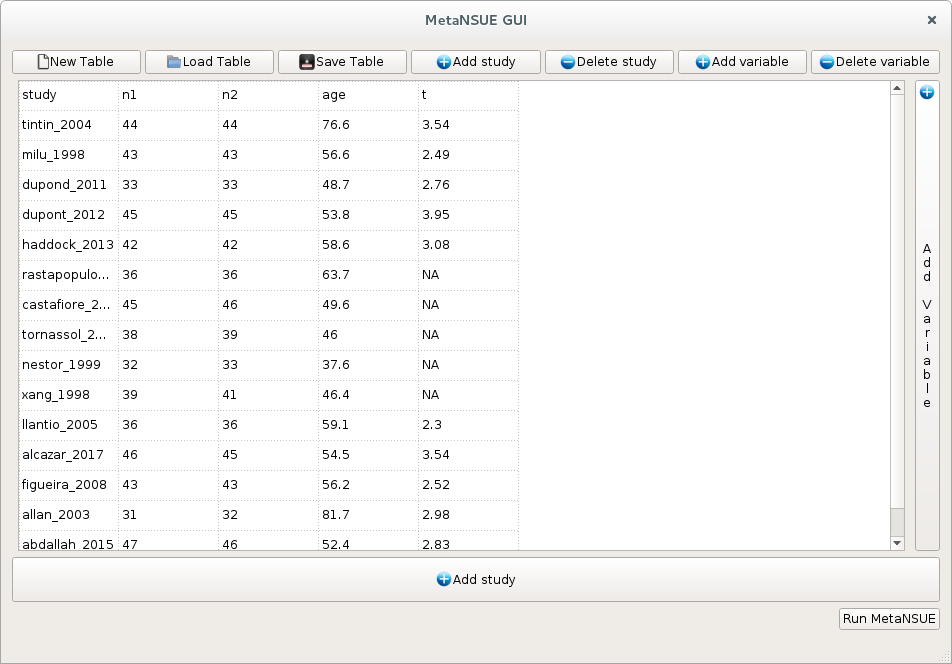 MetaNSUE GUI
New Table Load Table Save Table Add study Delete study Add variable Delete variable
study n1 n2 age t
tintin_2004 44 44 76.6 3.54
milu_1998 43 43 56.6 2.49
dupond_2011 33 33 48.7 2.76
dupont_2012 45 45 53.8 3.95
haddock_2013 42 42 58.6 3.08
rastapopulo... 36 36 63.7 NA
castafiore_2... 45 46 49.6 NA
tornassol_2... 38 39 46 NA
nestor_1999 32 33 37.6 NA
xang_1998 39 41 46.4 NA
llantio_2005 36 36 59.1 2.3
alcazar_2017 46 45 54.5 3.54
figueira_2008 43 43 56.2 2.52
allan_2003 31 32 81.7 2.98
abdallah_2015 47 46 52.4 2.83
Add Variable
Add study
Run MetaNSUE